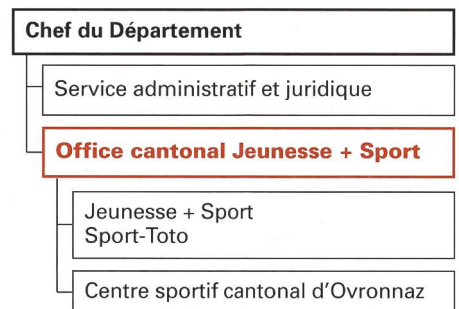 Chef du Département
Service administratif et juridique
Office cantonal Jeunesse + Sport
Jeunesse + Sport
Sport-Toto
Centre sportif cantonal d'Ovronnaz